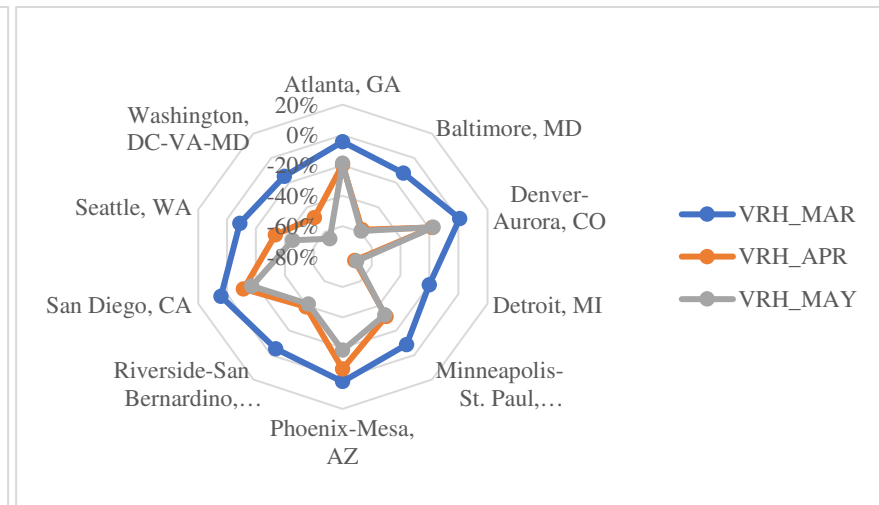 Atlanta, GA
20%
0%
-20%
-40%
-60%
-80%
Baltimore, MD
Denver-
Aurora, CO
Detroit, MI
Minneapolis-
St. Paul,…
Phoenix-Mesa,
AZ
Riverside-San
Bernardino,…
San Diego, CA
Seattle, WA
Washington,
DC-VA-MD
VRH_MAR
VRH_APR
VRH_MAY